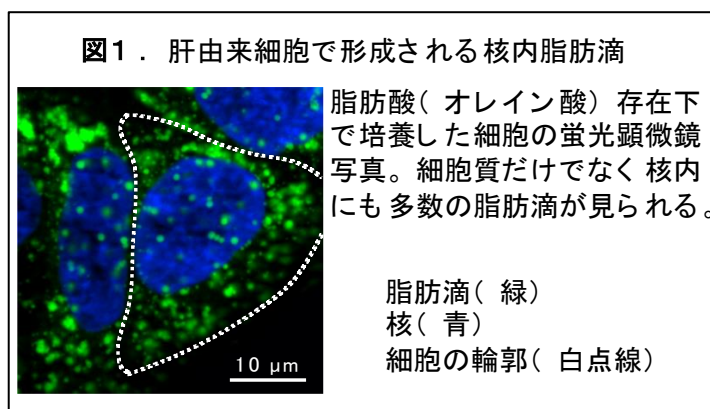 図1．肝由来細胞で形成される核内脂肪滴
脂肪酸（オレイン酸）存在下
で培養した細胞の蛍光顕微鏡
写真。細胞質だけでなく核内
にも多数の脂肪滴が見られる。
脂肪滴（緑）
核（青）
細胞の輪郭（白点線）
10 µm